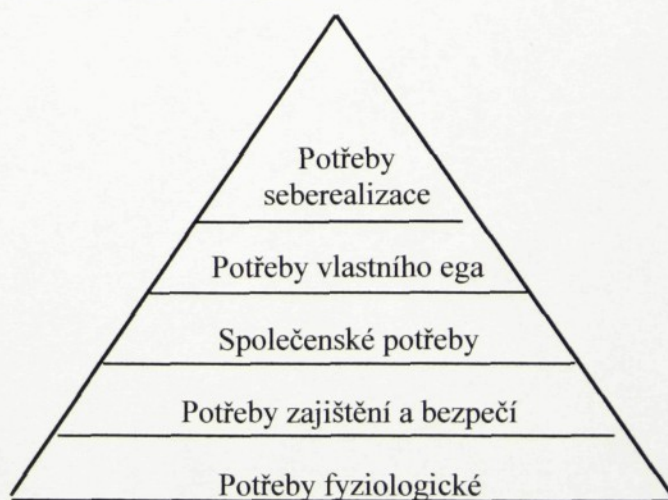 Potřeby
seberealizace
Potřeby vlastního ega
Společenské potřeby
Potřeby zajištění a bezpečí
Potřeby fyziologické